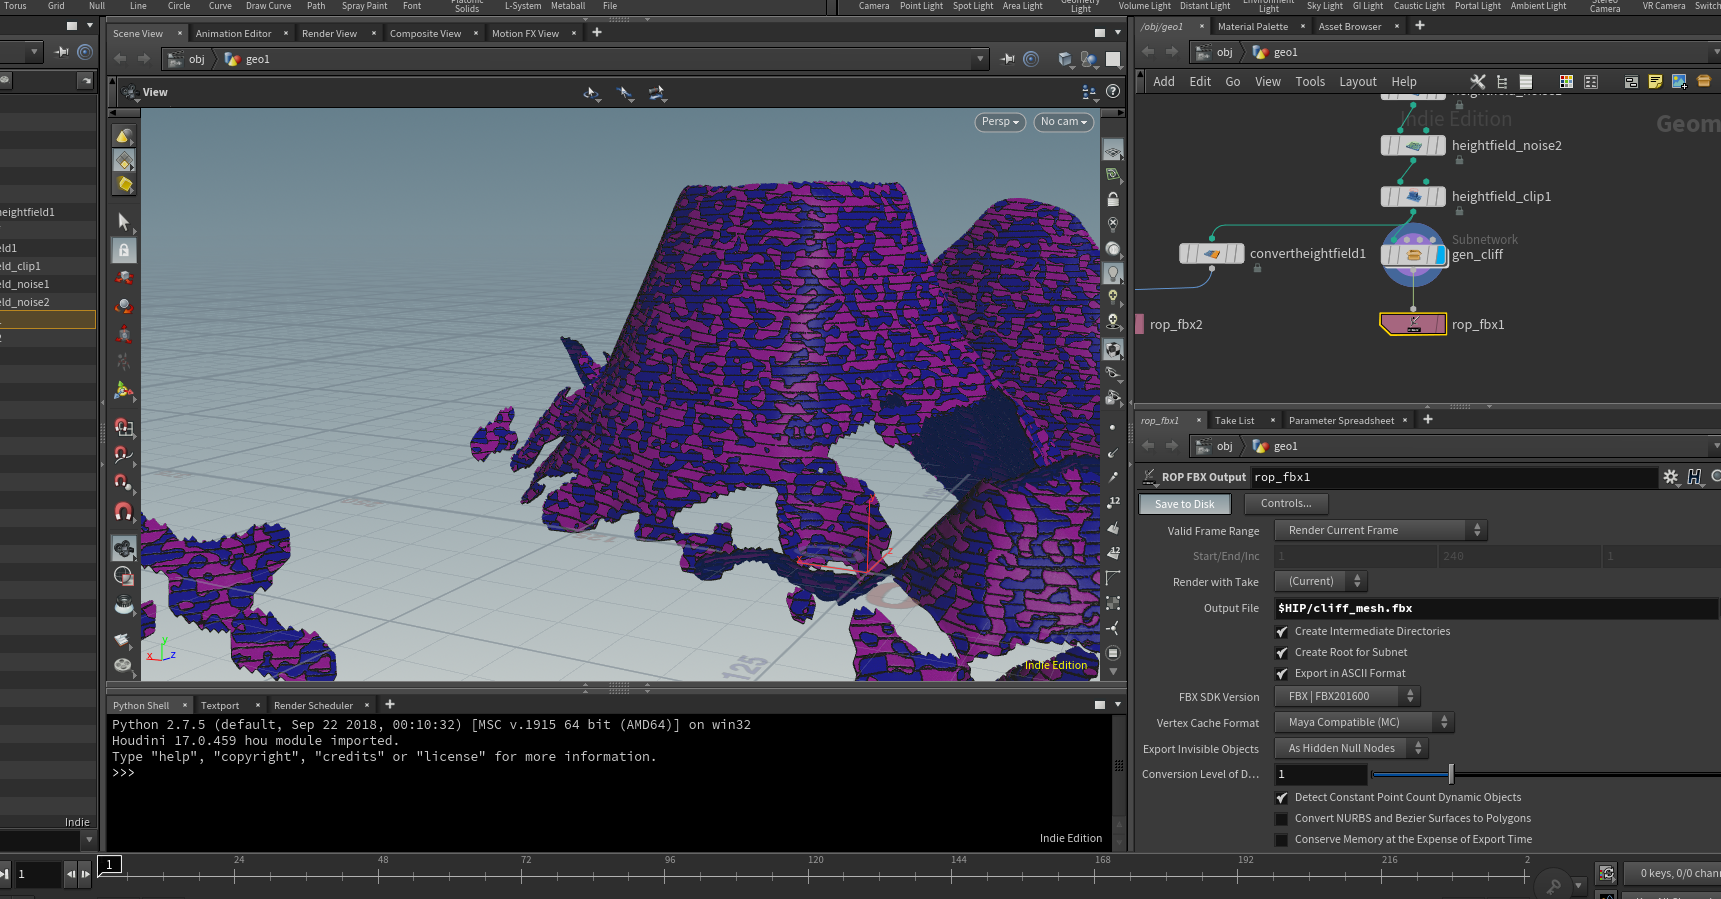 Torus Grid Null Line Circle Curve Draw Curve Path Spray Paint Font Platonic Solids L-System Metaball File
Camera Point Light Spot Light Area Light Geometry Light Volume Light Distant Light Environment Light Sky Light GI Light Caustic Light Portal Light Ambient Light Stereo Camera VR Camera Switch
Scene View Animation Editor Render View Composite View Motion FX View
obj geo1
View
Persp No cam
Indie Edition
eightfield1
ld1
eld_clip1
eld_noise1
eld_noise2
Indie
125
y
x
z
Python Shell Textport Render Scheduler
Python 2.7.5 (default, Sep 22 2018, 00:10:32) [MSC v.1915 64 bit (AMD64)] on win32
Houdini 17.0.459 hou module imported.
Type "help", "copyright", "credits" or "license" for more information.
>>>
Indie Edition
/obj/geo1 Material Palette Asset Browser
obj geo1
Add Edit Go View Tools Layout Help
Indie Edition
Geom
heightfield_noise2
heightfield_clip1
convertheightfield1
Subnetwork
gen_cliff
rop_fbx2
rop_fbx1
rop_fbx1 Take List Parameter Spreadsheet
obj geo1
ROP FBX Output rop_fbx1
Save to Disk Controls...
Valid Frame Range Render Current Frame
Start/End/Inc 1 240 1
Render with Take (Current)
Output File $HIP/cliff_mesh.fbx
Create Intermediate Directories
Create Root for Subnet
Export in ASCII Format
FBX SDK Version FBX | FBX201600
Vertex Cache Format Maya Compatible (MC)
Export Invisible Objects As Hidden Null Nodes
Conversion Level of D... 1
Detect Constant Point Count Dynamic Objects
Convert NURBS and Bezier Surfaces to Polygons
Conserve Memory at the Expense of Export Time
1 1 24 48 72 96 120 144 168 192 216 2
0 keys, 0/0 chann